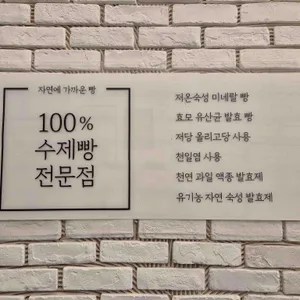 자연에 가까운 빵
100%
수제빵
전문점
저온숙성 미네랄 빵
효모 유산균 발효 빵
저당 올리고당 사용
천일염 사용
천연 과일 액종 발효제
유기농 자연 숙성 발효제